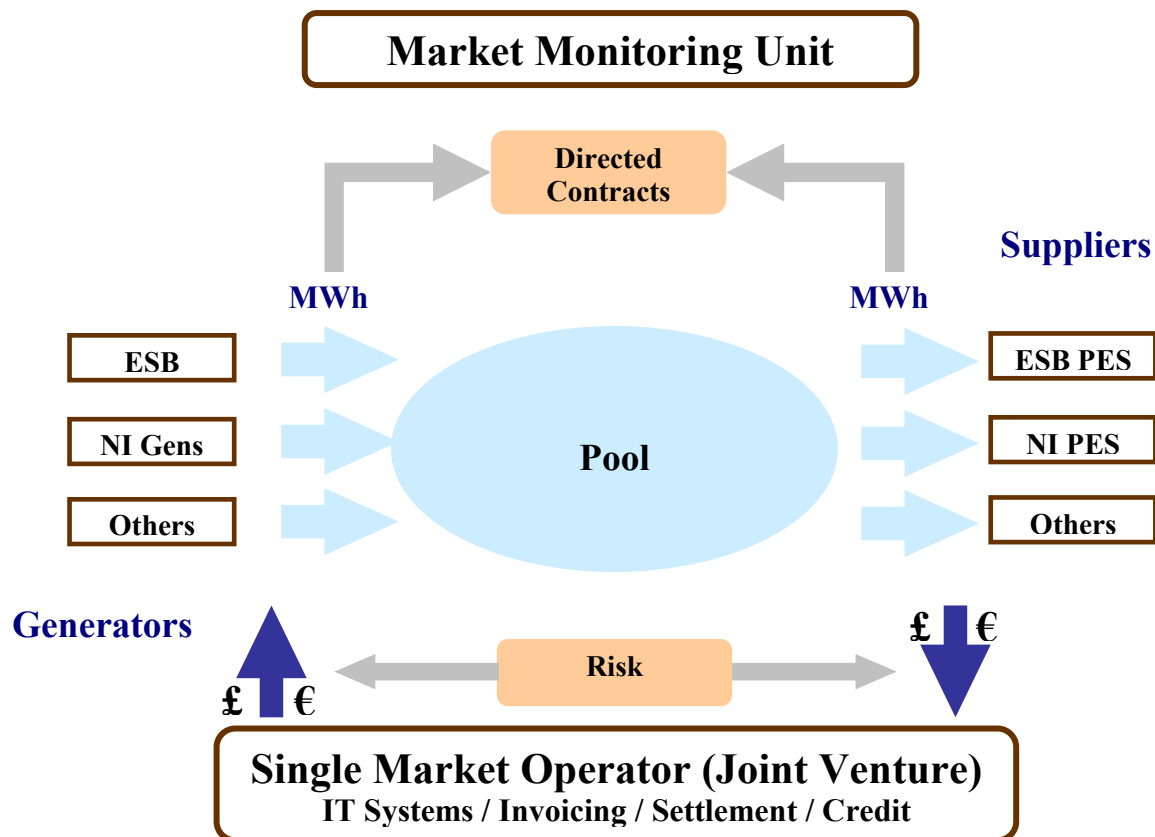 Market Monitoring Unit
Directed
Contracts
Suppliers
MWh
MWh
ESB
ESB PES
NI Gens
Pool
NI PES
Others
Others
Generators
£
€
Risk
£
€
Single Market Operator (Joint Venture)
IT Systems / Invoicing / Settlement / Credit